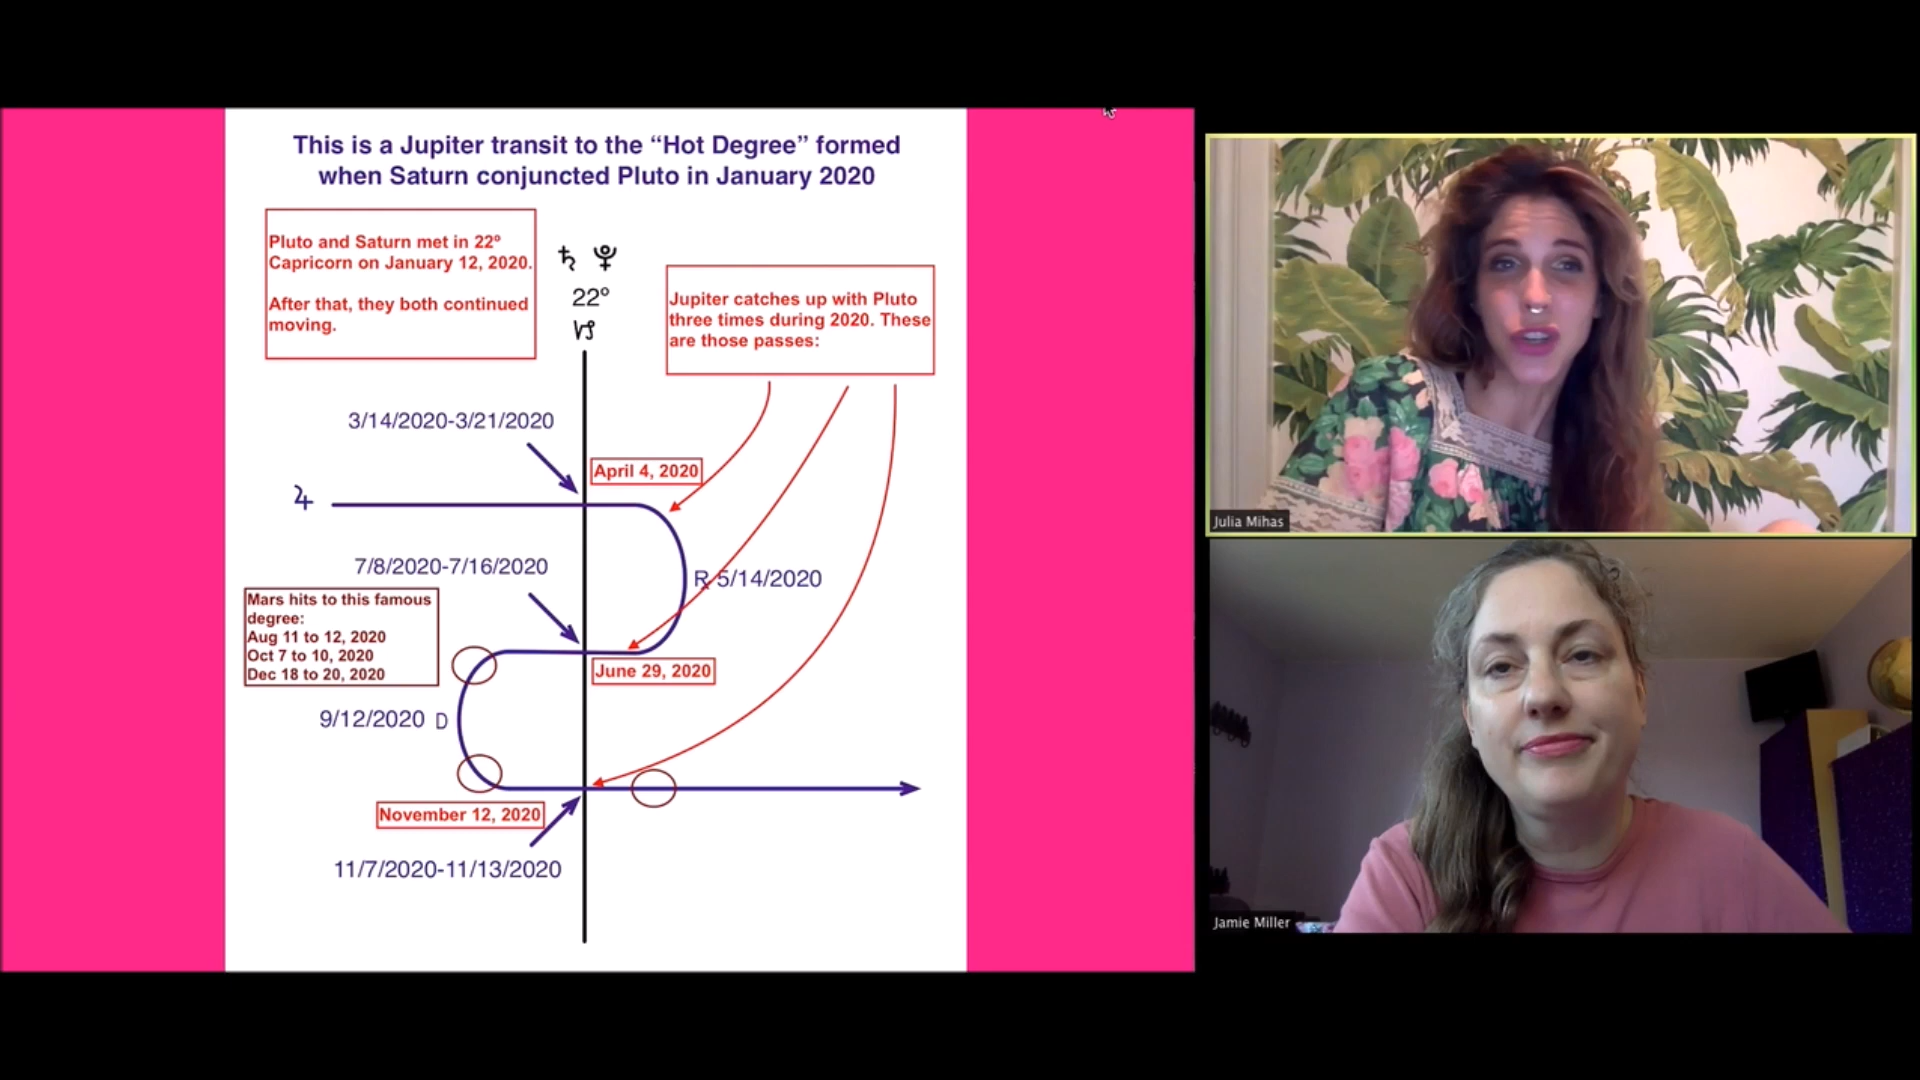 This is a Jupiter transit to the “Hot Degree” formed
when Saturn conjuncted Pluto in January 2020
Pluto and Saturn met in 22º
Capricorn on January 12, 2020.
After that, they both continued
moving.
♄ ♇
22º
♑
Jupiter catches up with Pluto
three times during 2020. These
are those passes:
3/14/2020-3/21/2020
April 4, 2020
♃
7/8/2020-7/16/2020
R 5/14/2020
Mars hits to this famous
degree:
Aug 11 to 12, 2020
Oct 7 to 10, 2020
Dec 18 to 20, 2020
June 29, 2020
9/12/2020 D
November 12, 2020
11/7/2020-11/13/2020
Julia Mihas
Jamie Miller